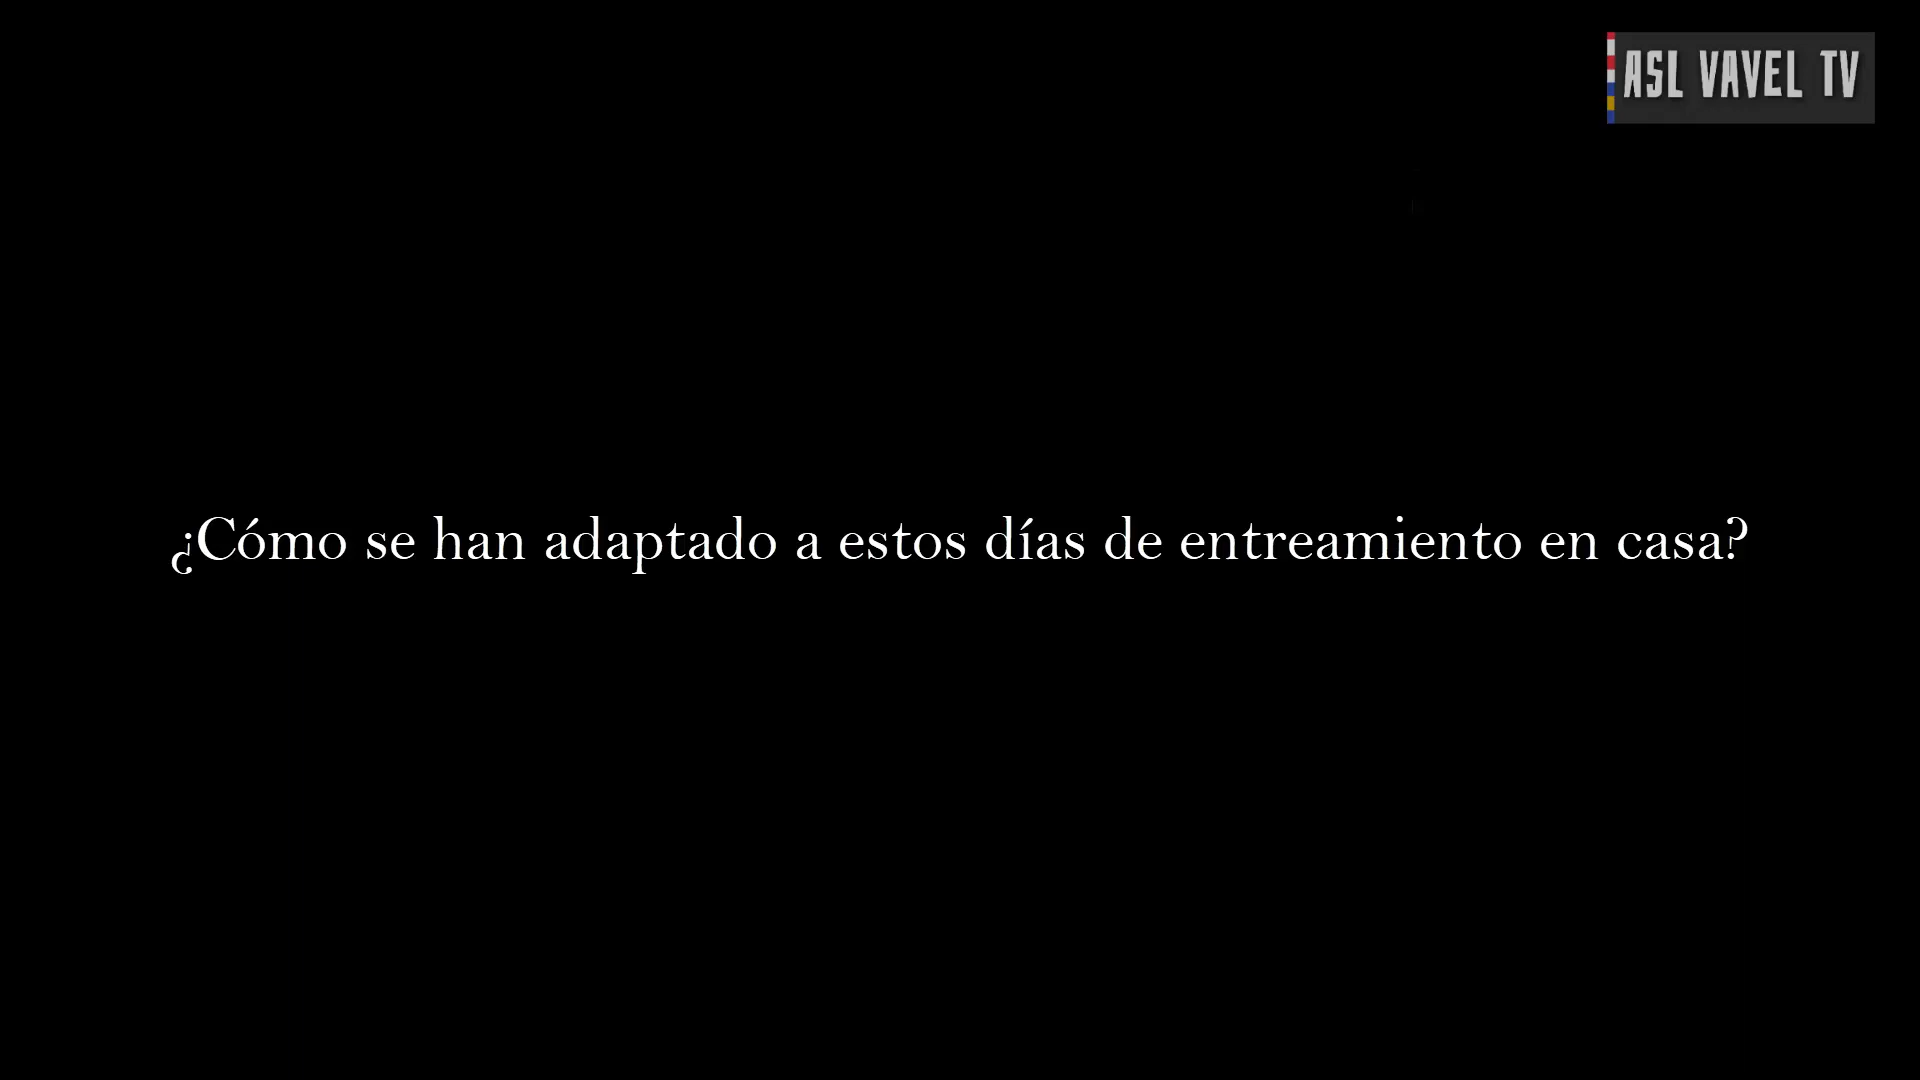 ASL VAVEL TV
¿Cómo se han adaptado a estos días de entreamiento en casa?